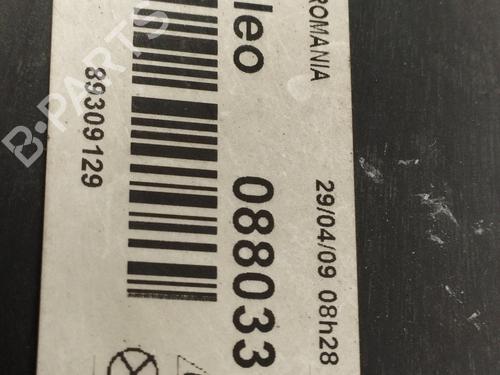 ROMANIA
leo
29/04/09 08h28
088033
89309129
B-PARTS